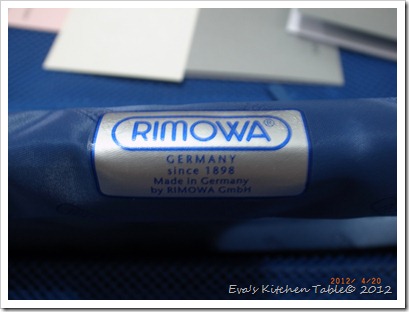 RIMOWA®
GERMANY
since 1898
Made in Germany
by RIMOWA GmbH
2012/ 4/20
Eva's Kitchen Table© 2012